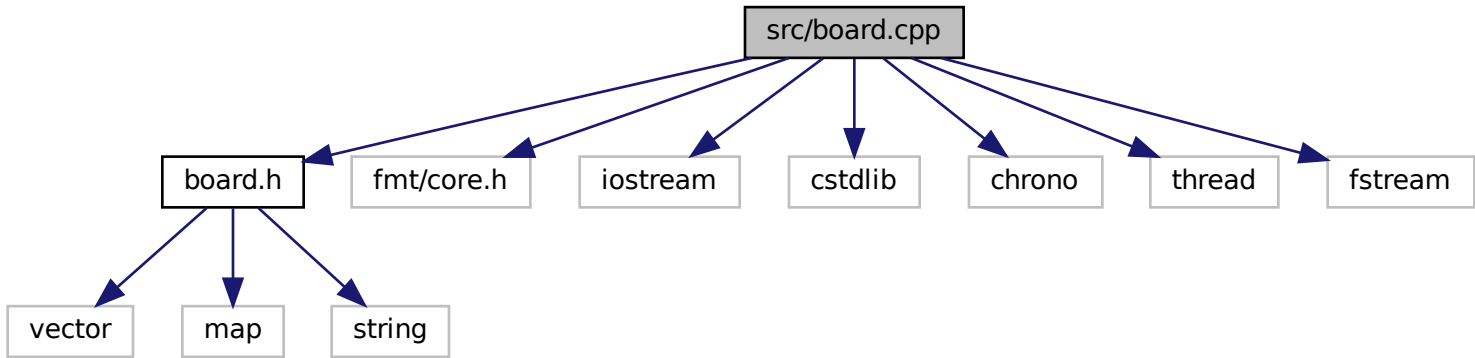 src/board.cpp
board.h
fmt/core.h
iostream
cstdlib
chrono
thread
fstream
vector
map
string